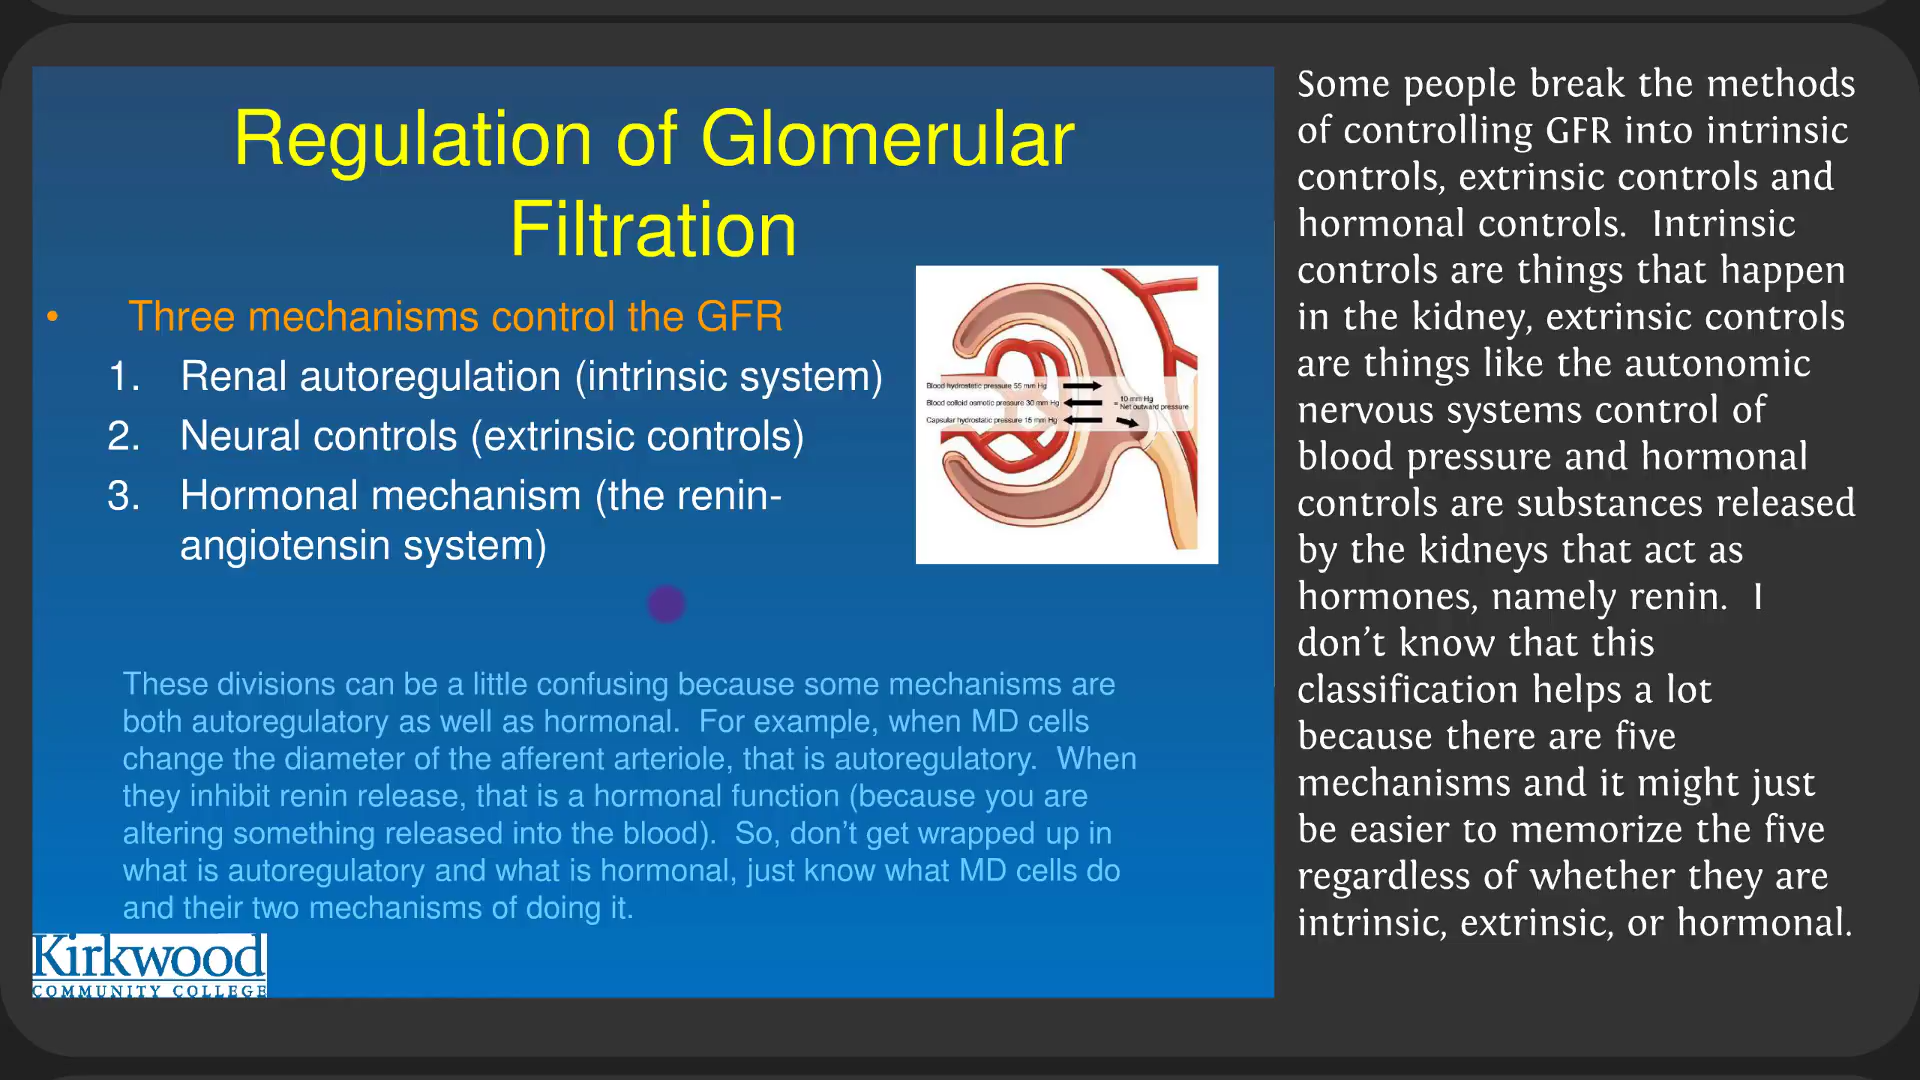 Regulation of Glomerular
Filtration
• Three mechanisms control the GFR
1. Renal autoregulation (intrinsic system)
2. Neural controls (extrinsic controls)
3. Hormonal mechanism (the renin-
angiotensin system)
Blood hydrostatic pressure 55 mm Hg
Blood colloid osmotic pressure 30 mm Hg
Capsular hydrostatic pressure 15 mm Hg
= 10 mm Hg
Net outward pressure
These divisions can be a little confusing because some mechanisms are
both autoregulatory as well as hormonal.  For example, when MD cells
change the diameter of the afferent arteriole, that is autoregulatory.  When
they inhibit renin release, that is a hormonal function (because you are
altering something released into the blood).  So, don’t get wrapped up in
what is autoregulatory and what is hormonal, just know what MD cells do
and their two mechanisms of doing it.
Kirkwood
COMMUNITY COLLEGE
Some people break the methods
of controlling GFR into intrinsic
controls, extrinsic controls and
hormonal controls.  Intrinsic
controls are things that happen
in the kidney, extrinsic controls
are things like the autonomic
nervous systems control of
blood pressure and hormonal
controls are substances released
by the kidneys that act as
hormones, namely renin.  I
don’t know that this
classification helps a lot
because there are five
mechanisms and it might just
be easier to memorize the five
regardless of whether they are
intrinsic, extrinsic, or hormonal.